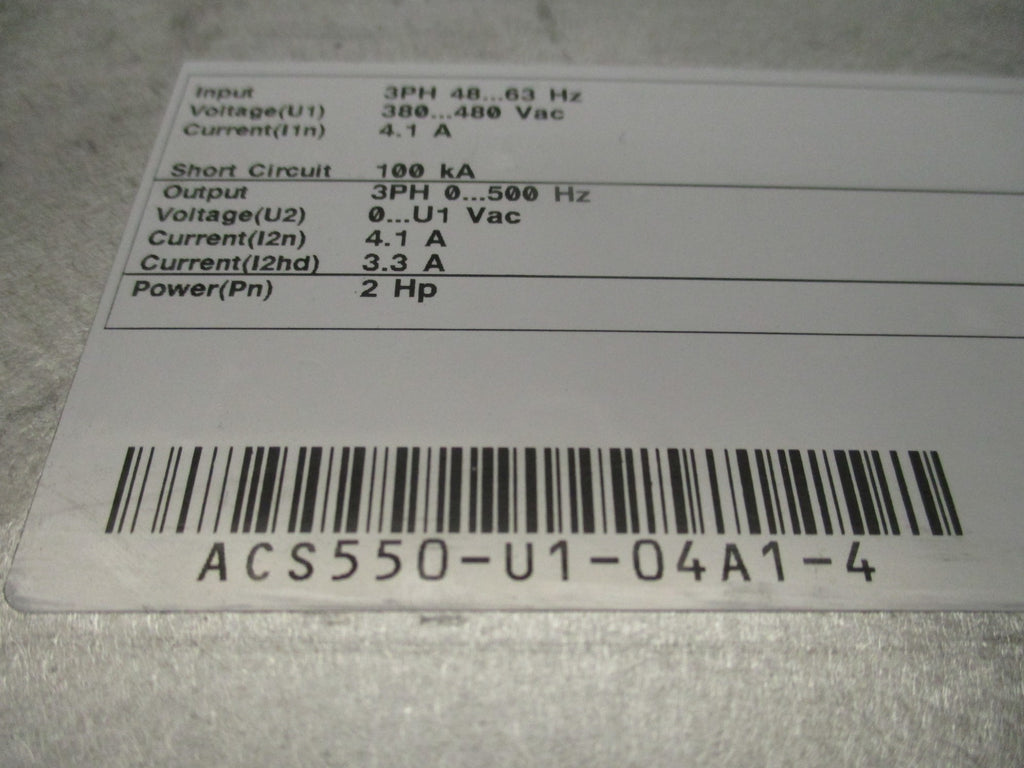 Input 3PH 48...63 Hz
Voltage(U1) 380...480 Vac
Current(I1n) 4.1 A
Short Circuit 100 kA
Output 3PH 0...500 Hz
Voltage(U2) 0...U1 Vac
Current(I2n) 4.1 A
Current(I2hd) 3.3 A
Power(Pn) 2 Hp
ACS550-U1-04A1-4